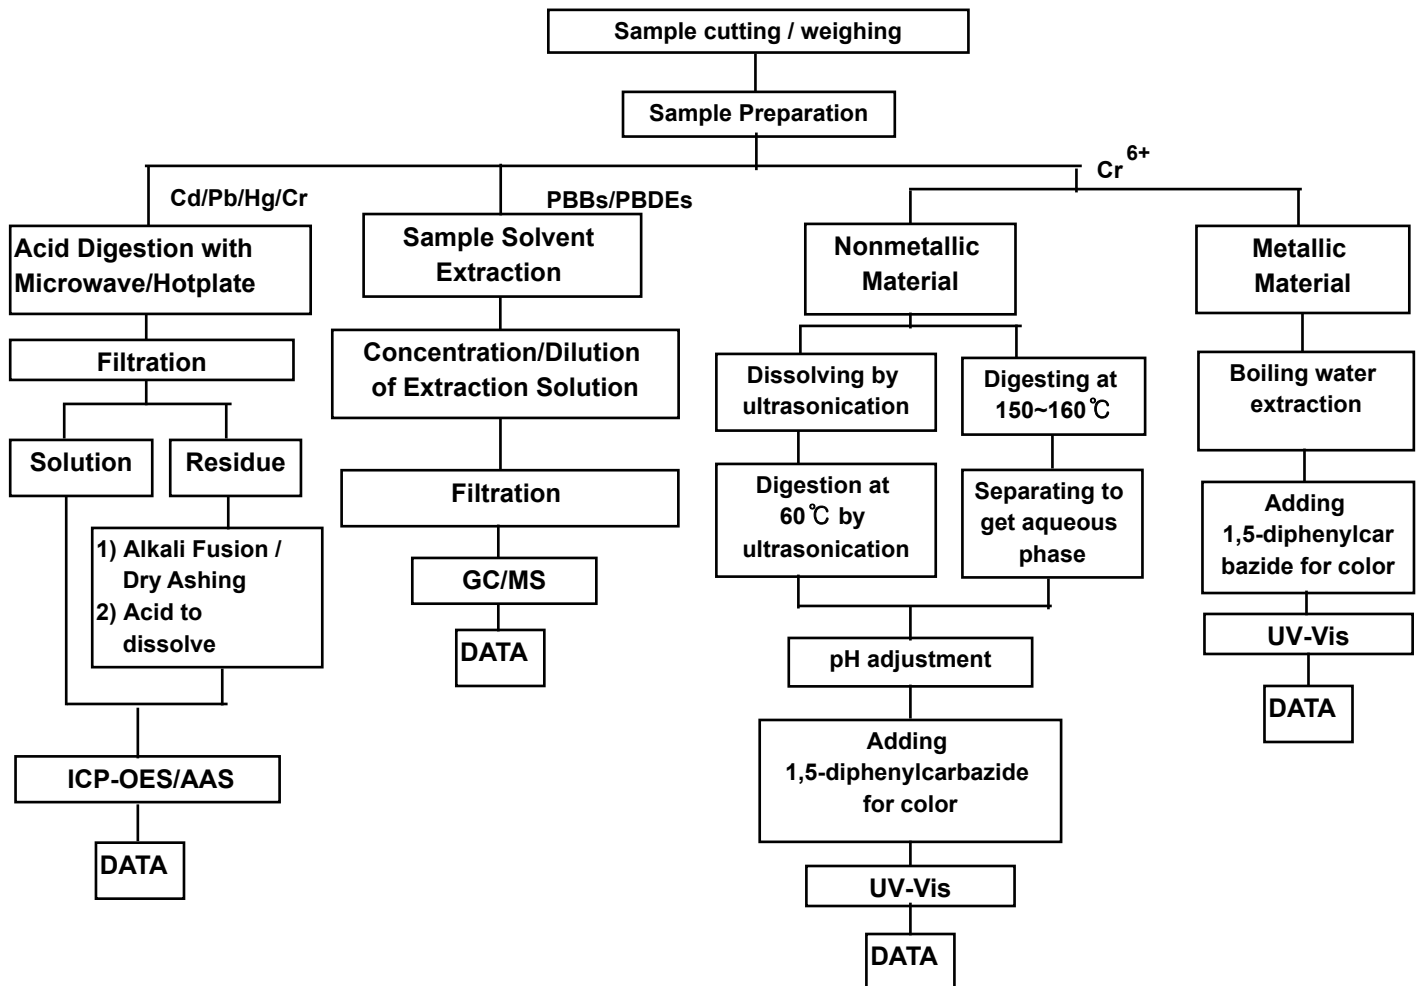 Sample cutting / weighing
Sample Preparation
Cd/Pb/Hg/Cr
PBBs/PBDEs
Cr 6+
Acid Digestion with
Microwave/Hotplate
Filtration
Solution
Residue
1) Alkali Fusion /
Dry Ashing
2) Acid to
dissolve
ICP-OES/AAS
DATA
Sample Solvent
Extraction
Concentration/Dilution
of Extraction Solution
Filtration
GC/MS
DATA
Nonmetallic
Material
Dissolving by
ultrasonication
Digestion at
60℃ by
ultrasonication
Digesting at
150~160℃
Separating to
get aqueous
phase
pH adjustment
Adding
1,5-diphenylcarbazide
for color
UV-Vis
DATA
Metallic
Material
Boiling water
extraction
Adding
1,5-diphenylcar
bazide for color
UV-Vis
DATA